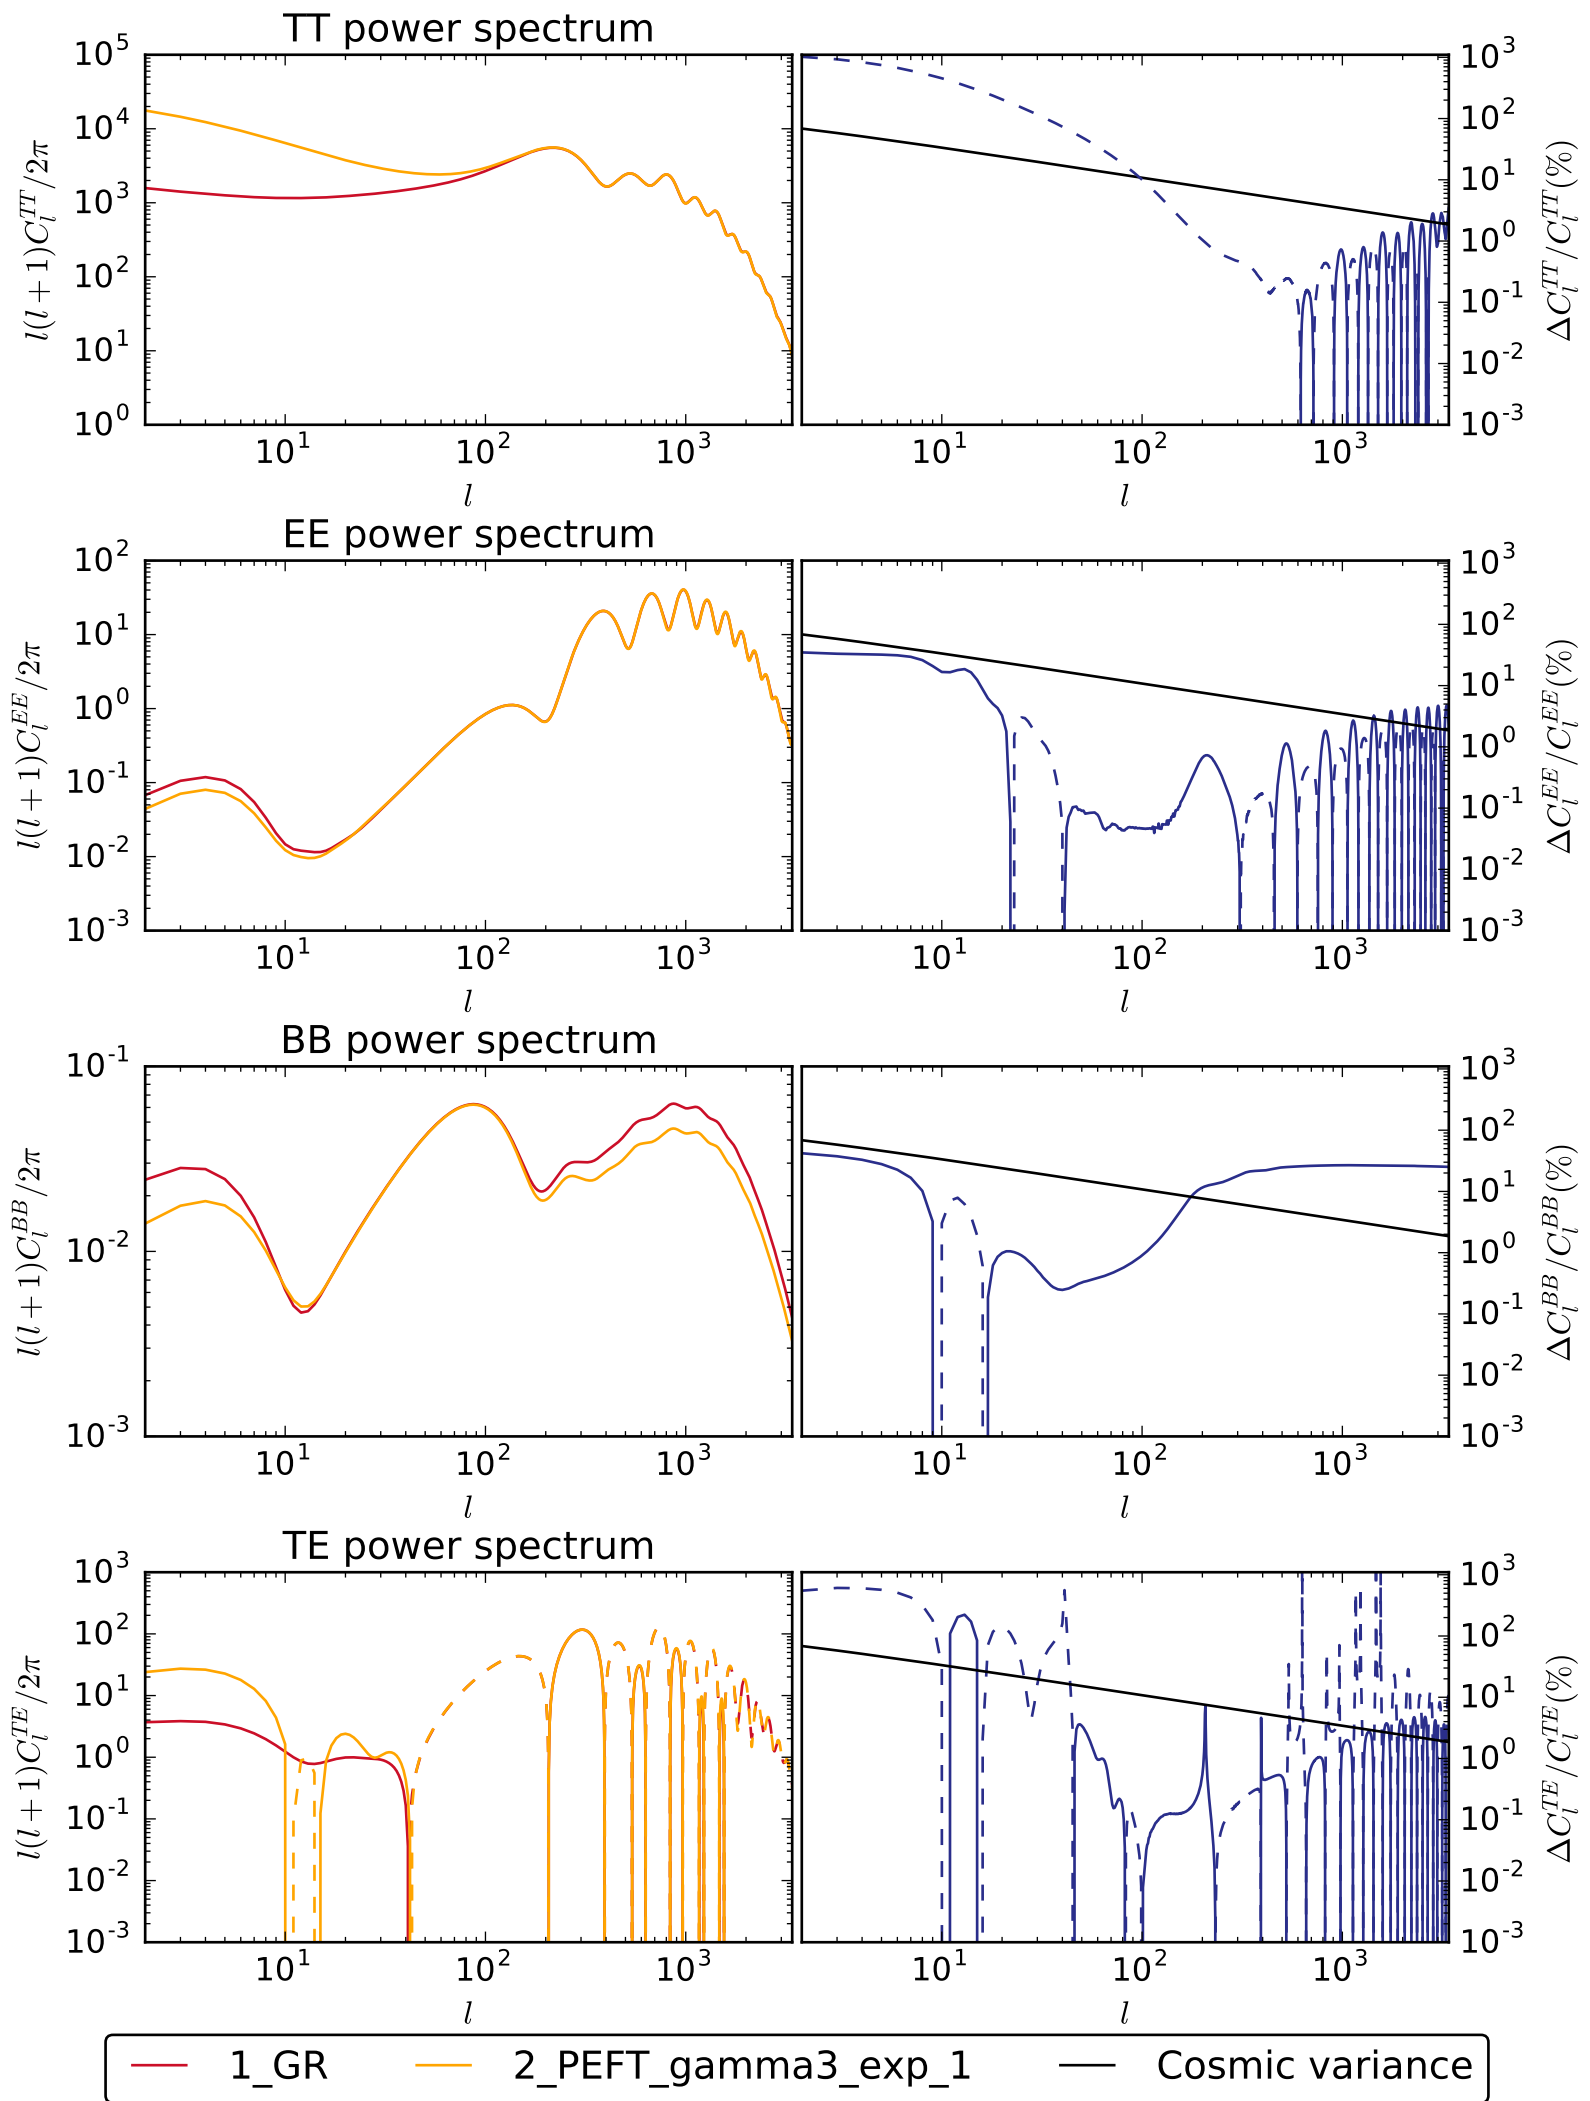 TT power spectrum
10^5
10^4
10^3
10^2
10^1
10^0
l(l+1)C_l^{TT}/2π
10^1 10^2 10^3
l
10^3
10^2
10^1
10^0
10^-1
10^-2
10^-3
ΔC_l^{TT}/C_l^{TT}(%)
10^1 10^2 10^3
l
EE power spectrum
10^2
10^1
10^0
10^-1
10^-2
10^-3
l(l+1)C_l^{EE}/2π
10^1 10^2 10^3
l
10^3
10^2
10^1
10^0
10^-1
10^-2
10^-3
ΔC_l^{EE}/C_l^{EE}(%)
10^1 10^2 10^3
l
BB power spectrum
10^-1
10^-2
10^-3
l(l+1)C_l^{BB}/2π
10^1 10^2 10^3
l
10^3
10^2
10^1
10^0
10^-1
10^-2
10^-3
ΔC_l^{BB}/C_l^{BB}(%)
10^1 10^2 10^3
l
TE power spectrum
10^3
10^2
10^1
10^0
10^-1
10^-2
10^-3
l(l+1)C_l^{TE}/2π
10^1 10^2 10^3
l
10^3
10^2
10^1
10^0
10^-1
10^-2
10^-3
ΔC_l^{TE}/C_l^{TE}(%)
10^1 10^2 10^3
l
1_GR 2_PEFT_gamma3_exp_1 Cosmic variance